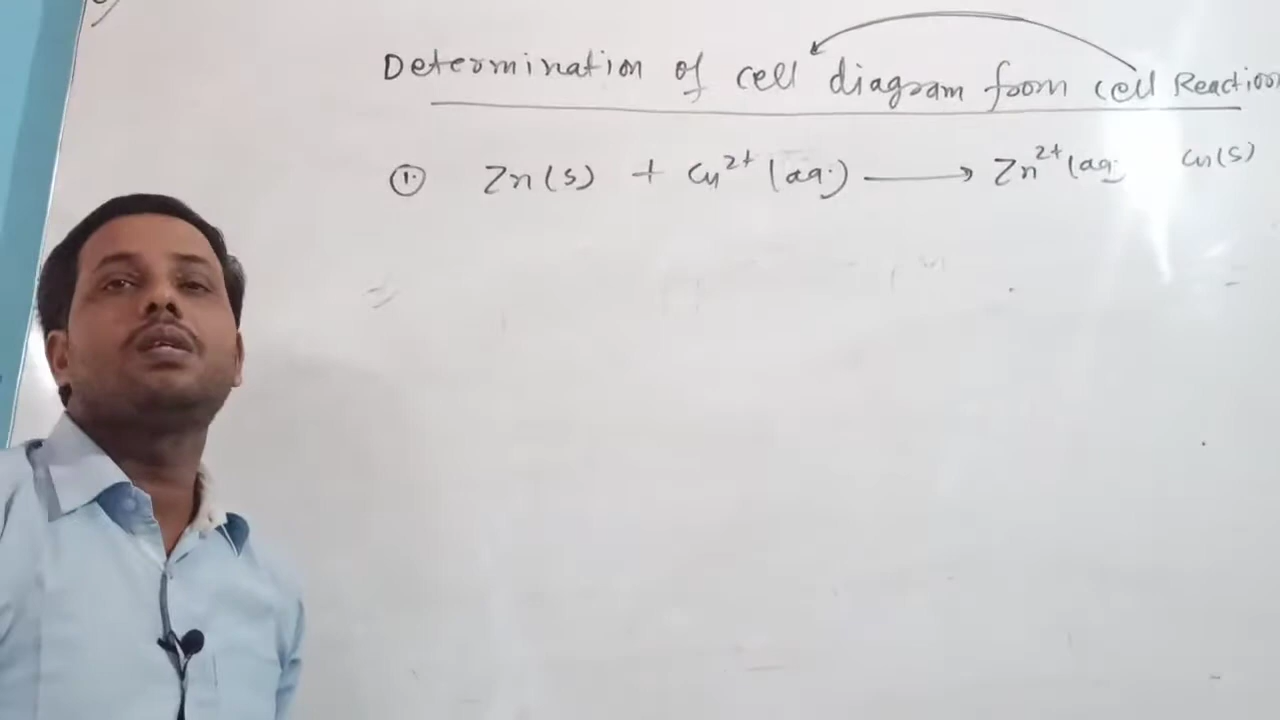 Determination of cell diagram from cell Reaction
① Zn(s) + Cu²⁺ (aq.) ⟶ Zn²⁺ (aq. Cu(s)